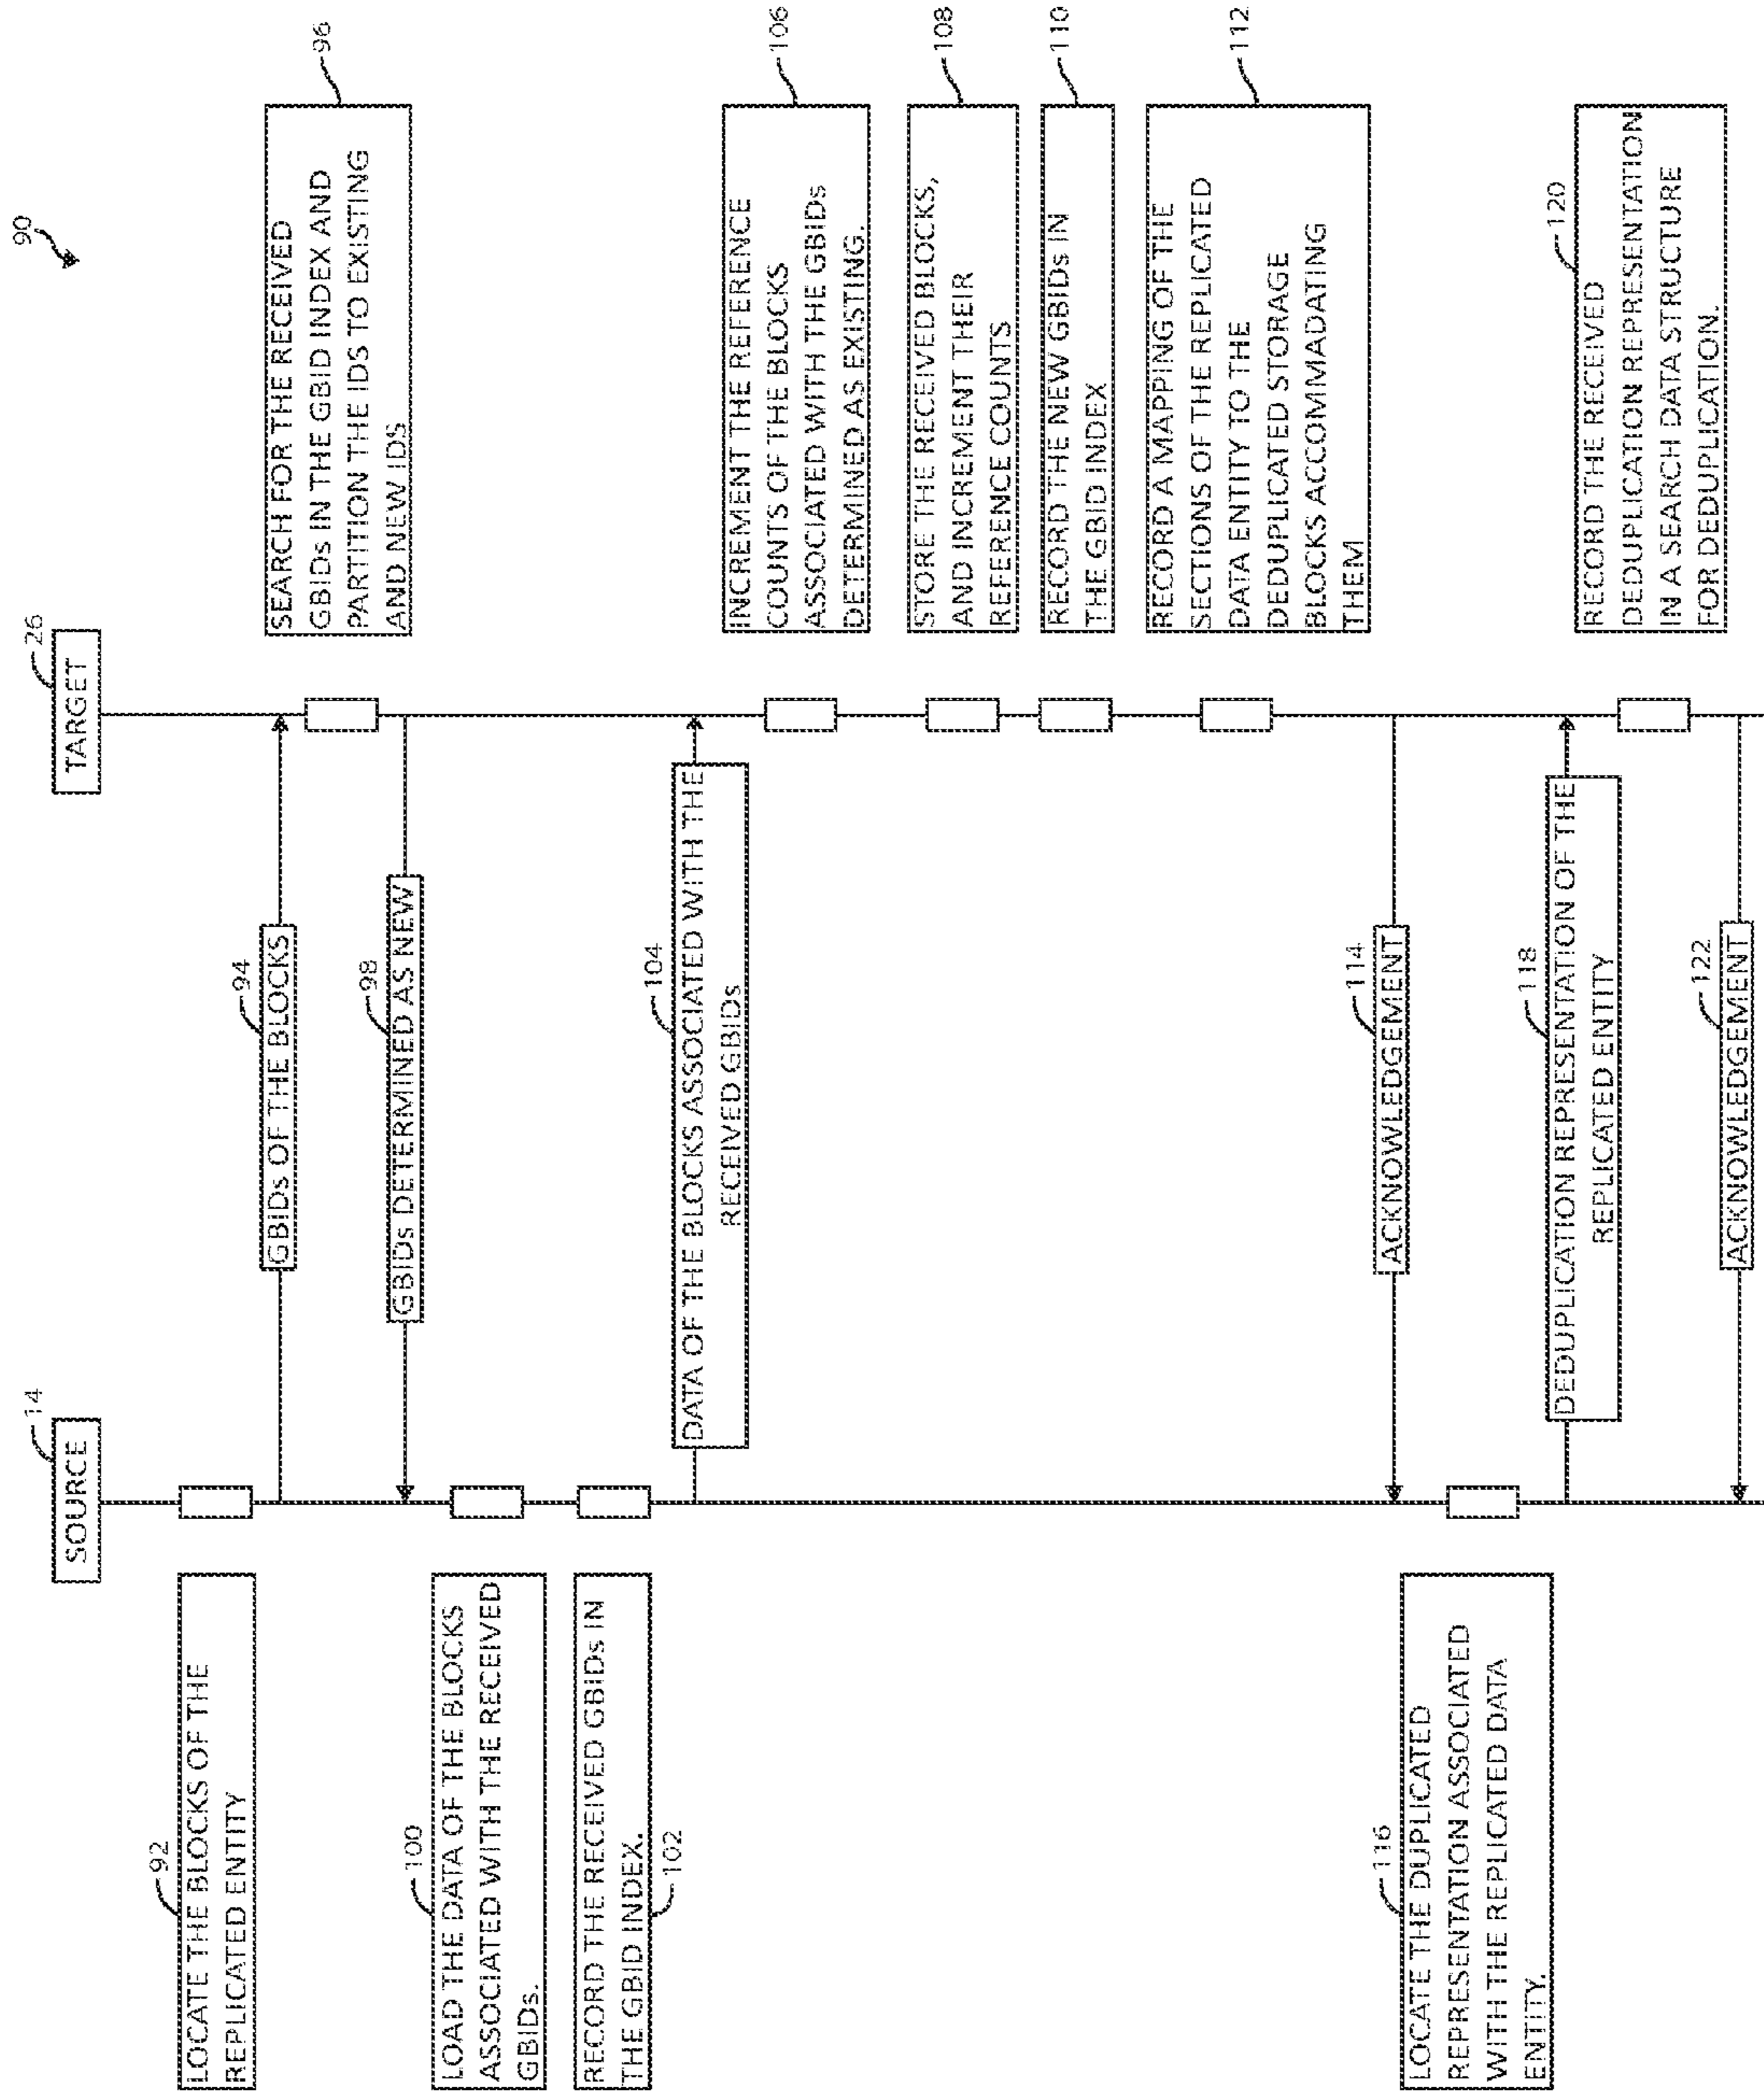 90
SOURCE
14
TARGET
26
92
LOCATE THE BLOCKS OF THE
REPLICATED ENTITY
94
GBIDs OF THE BLOCKS
SEARCH FOR THE RECEIVED
GBIDs IN THE GBID INDEX AND
PARTITION THE IDS TO EXISTING
AND NEW IDS
96
98
GBIDs DETERMINED AS NEW
100
LOAD THE DATA OF THE BLOCKS
ASSOCIATED WITH THE RECEIVED
GBIDs.
RECORD THE RECEIVED GBIDs IN
THE GBID INDEX.
102
104
DATA OF THE BLOCKS ASSOCIATED WITH THE
RECEIVED GBIDs
INCREMENT THE REFERENCE
COUNTS OF THE BLOCKS
ASSOCIATED WITH THE GBIDs
DETERMINED AS EXISTING.
106
STORE THE RECEIVED BLOCKS,
AND INCREMENT THEIR
REFERENCE COUNTS
108
RECORD THE NEW GBIDs IN
THE GBID INDEX
110
RECORD A MAPPING OF THE
SECTIONS OF THE REPLICATED
DATA ENTITY TO THE
DEDUPLICATED STORAGE
BLOCKS ACCOMMADATING
THEM
112
114
ACKNOWLEDGEMENT
116
LOCATE THE DUPLICATED
REPRESENTATION ASSOCIATED
WITH THE REPLICATED DATA
ENTITY.
118
DEDUPLICATION REPRESENTATION OF THE
REPLICATED ENTITY
120
RECORD THE RECEIVED
DEDUPLICATION REPRESENTATION
IN A SEARCH DATA STRUCTURE
FOR DEDUPLICATION.
122
ACKNOWLEDGEMENT